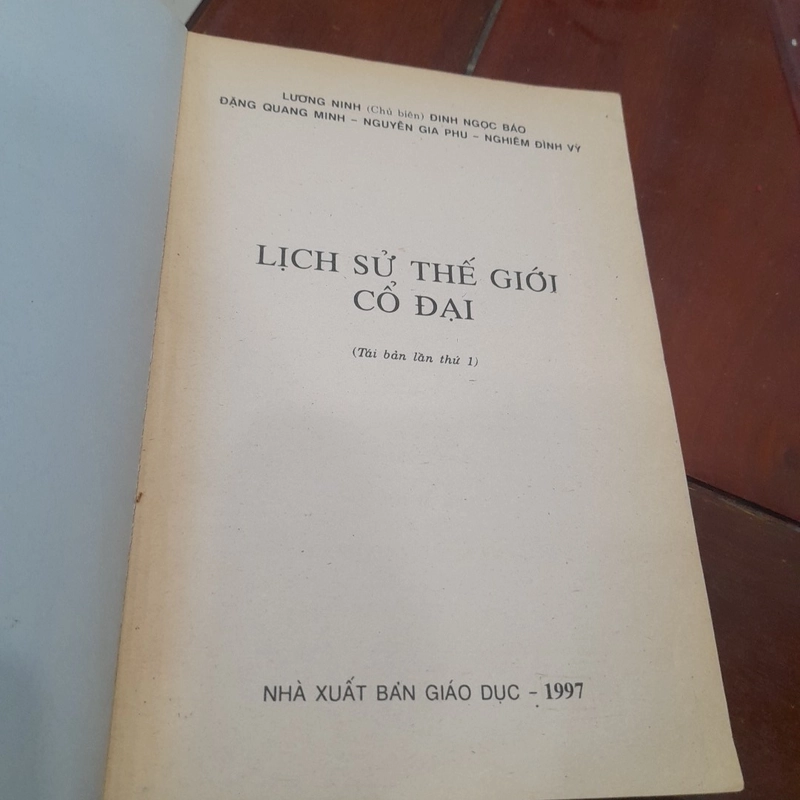 LƯƠNG NINH (Chủ biên) ĐINH NGỌC BẢO
ĐẶNG QUANG MINH – NGUYỄN GIA PHU – NGHIÊM ĐÌNH VỲ
LỊCH SỬ THẾ GIỚI
CỔ ĐẠI
(Tái bản lần thứ 1)
NHÀ XUẤT BẢN GIÁO DỤC – 1997